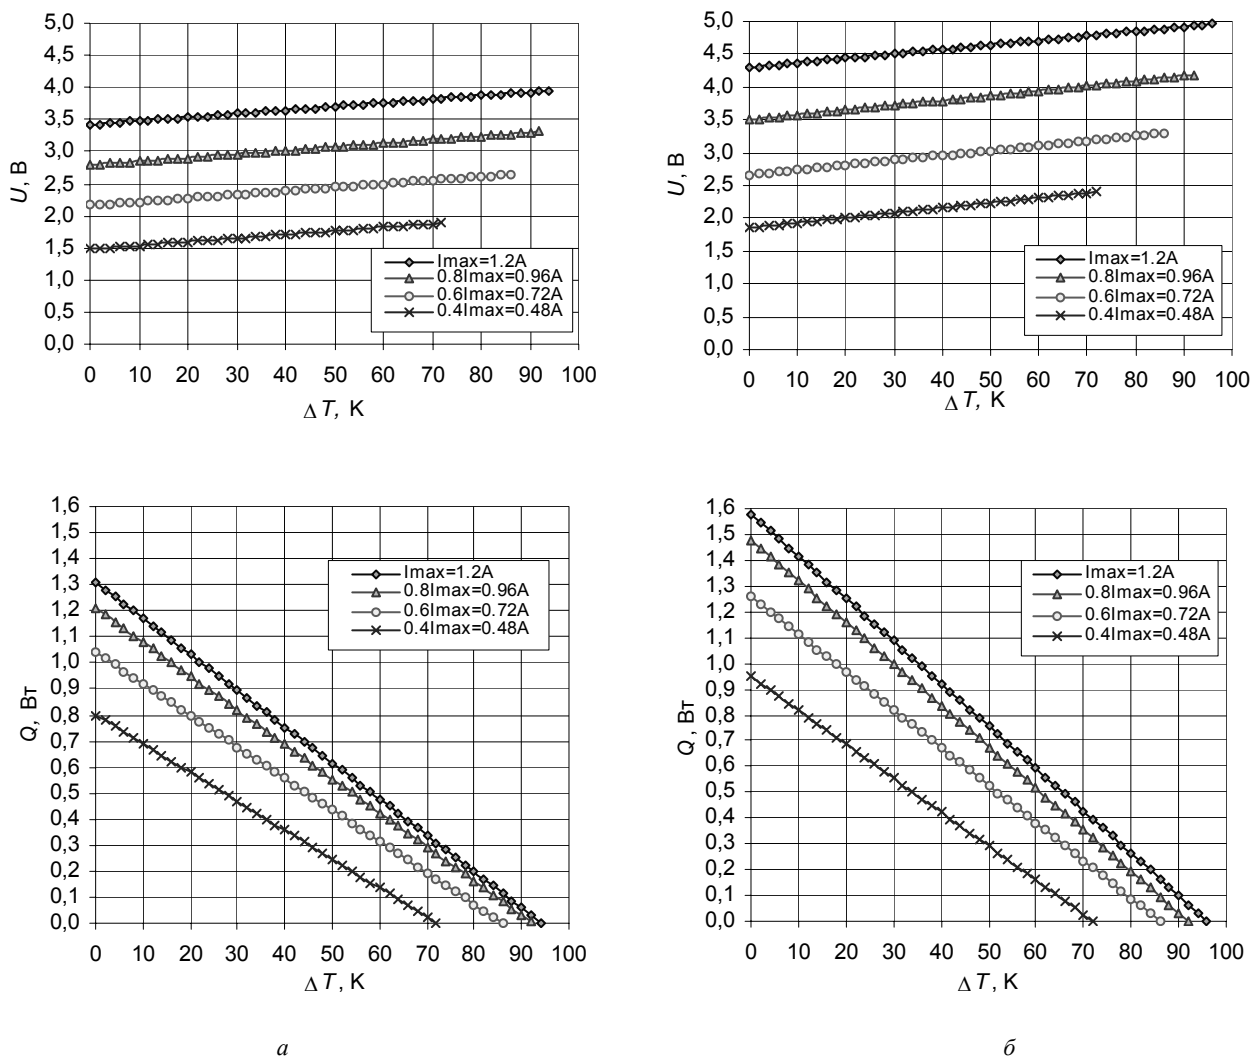 5,0
4,5
4,0
3,5
3,0
2,5
2,0
1,5
1,0
0,5
0,0
U, В
0 10 20 30 40 50 60 70 80 90 100
Δ T, К
Imax=1.2A
0.8Imax=0.96A
0.6Imax=0.72A
0.4Imax=0.48A
5,0
4,5
4,0
3,5
3,0
2,5
2,0
1,5
1,0
0,5
0,0
U, В
0 10 20 30 40 50 60 70 80 90 100
Δ T, К
Imax=1.2A
0.8Imax=0.96A
0.6Imax=0.72A
0.4Imax=0.48A
1,6
1,5
1,4
1,3
1,2
1,1
1,0
0,9
0,8
0,7
0,6
0,5
0,4
0,3
0,2
0,1
0,0
Q, Вт
0 10 20 30 40 50 60 70 80 90 100
Δ T, К
Imax=1.2A
0.8Imax=0.96A
0.6Imax=0.72A
0.4Imax=0.48A
1,6
1,5
1,4
1,3
1,2
1,1
1,0
0,9
0,8
0,7
0,6
0,5
0,4
0,3
0,2
0,1
0,0
Q, Вт
0 10 20 30 40 50 60 70 80 90 100
Δ T, К
Imax=1.2A
0.8Imax=0.96A
0.6Imax=0.72A
0.4Imax=0.48A
а
б